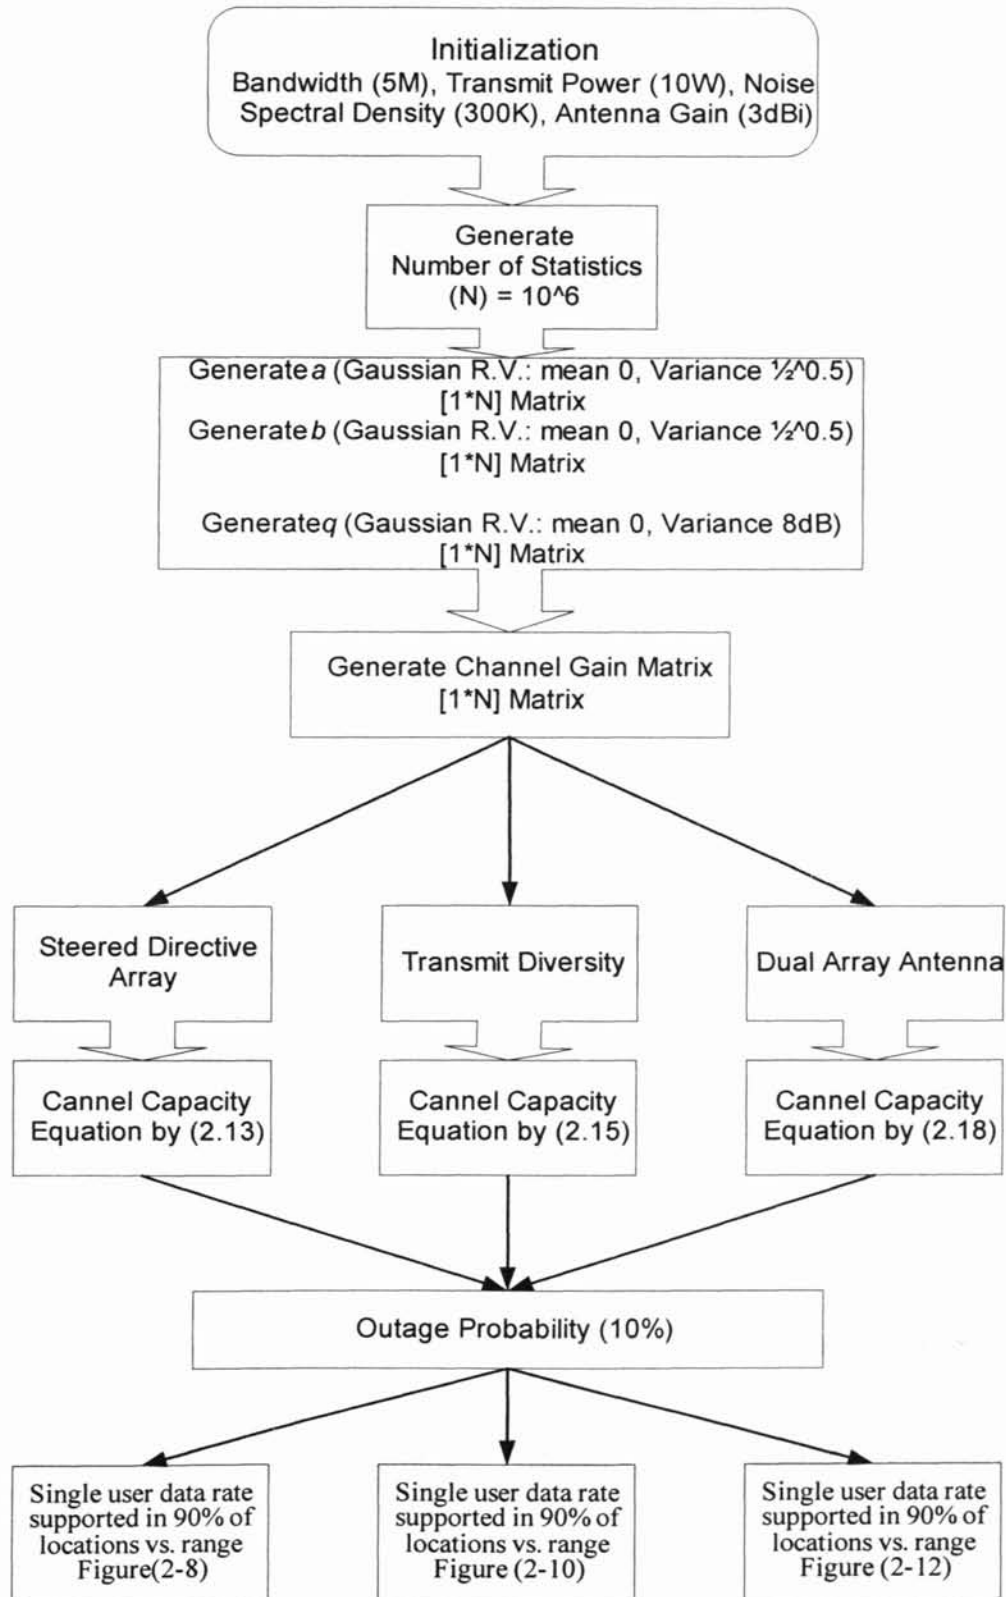 Initialization
Bandwidth (5M), Transmit Power (10W), Noise
Spectral Density (300K), Antenna Gain (3dBi)
Generate
Number of Statistics
(N) = 10^6
Generate a (Gaussian R.V.: mean 0, Variance ½^0.5)
[1*N] Matrix
Generate b (Gaussian R.V.: mean 0, Variance ½^0.5)
[1*N] Matrix
Generate q (Gaussian R.V.: mean 0, Variance 8dB)
[1*N] Matrix
Generate Channel Gain Matrix
[1*N] Matrix
Steered Directive
Array
Transmit Diversity
Dual Array Antenna
Cannel Capacity
Equation by (2.13)
Cannel Capacity
Equation by (2.15)
Cannel Capacity
Equation by (2.18)
Outage Probability (10%)
Single user data rate
supported in 90% of
locations vs. range
Figure(2-8)
Single user data rate
supported in 90% of
locations vs. range
Figure (2-10)
Single user data rate
supported in 90% of
locations vs. range
Figure (2-12)